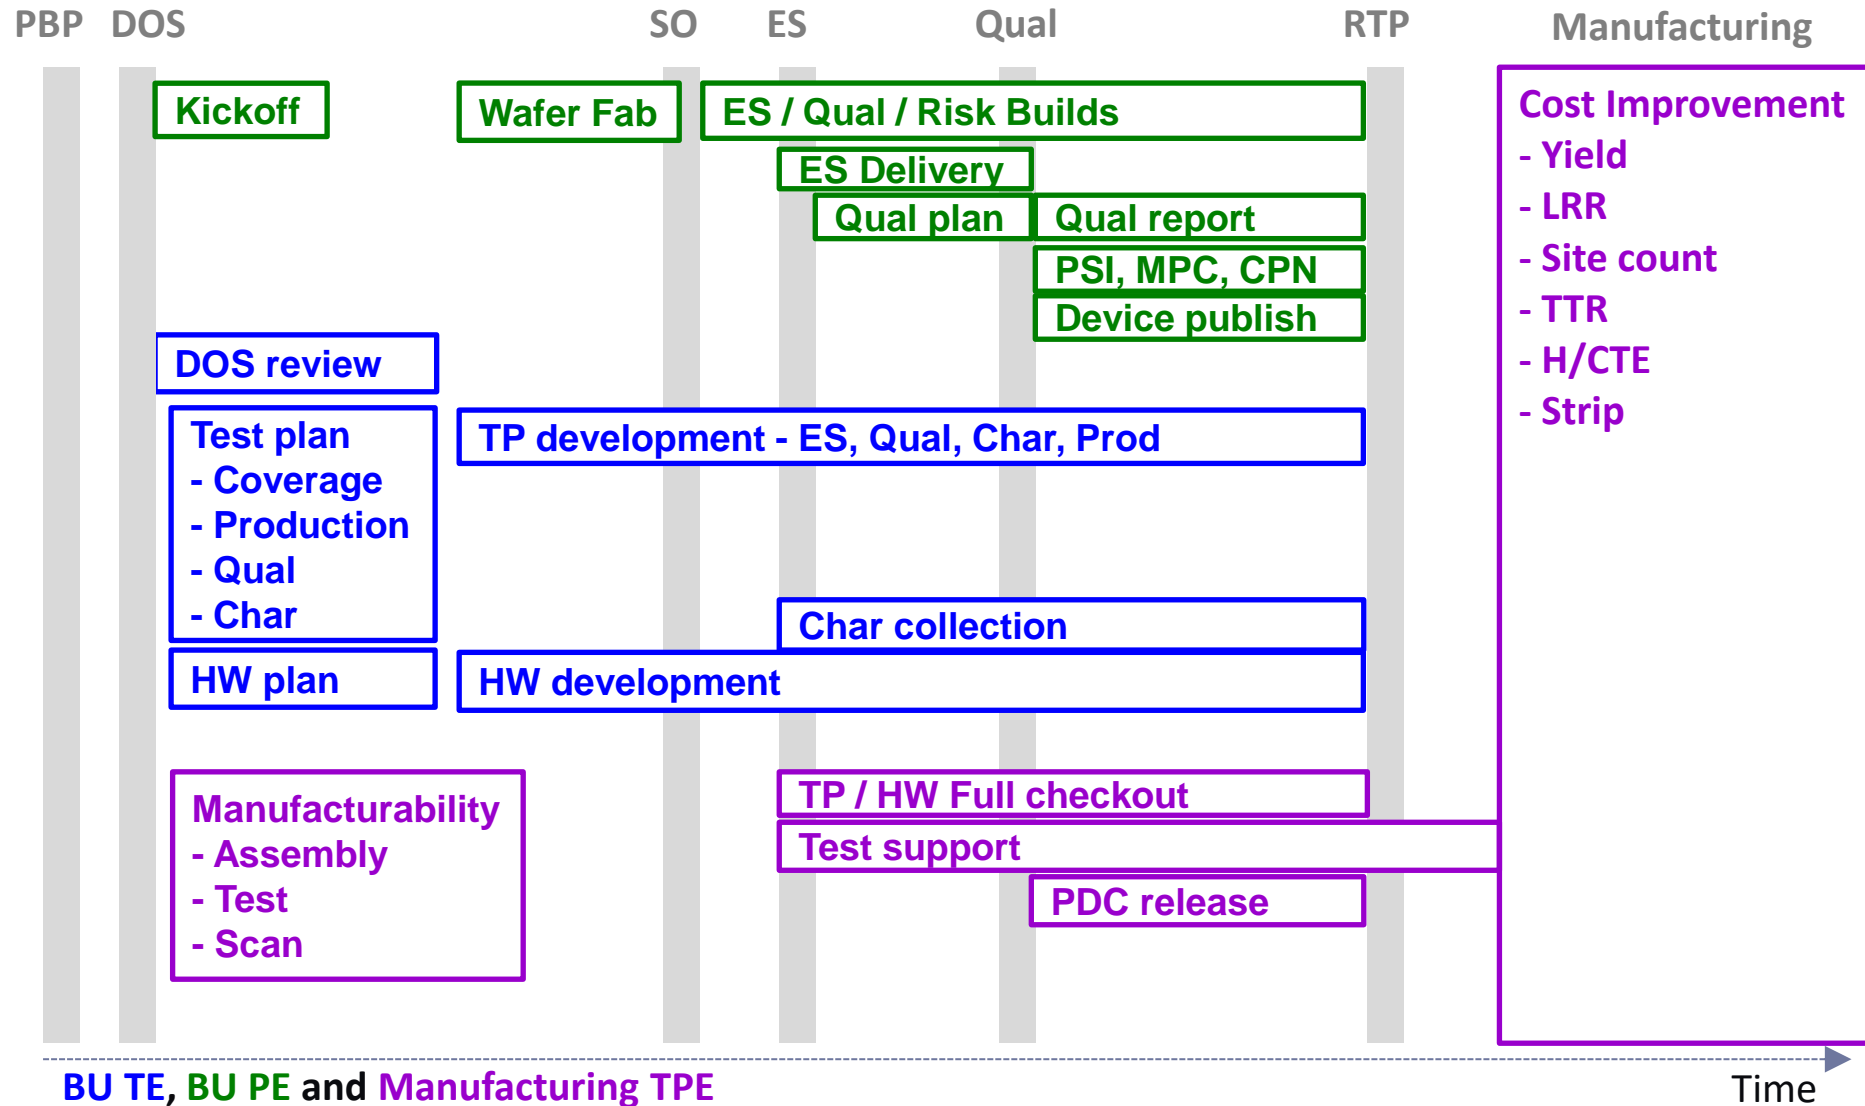 PBP DOS SO ES Qual RTP Manufacturing
Kickoff
Wafer Fab
ES / Qual / Risk Builds
ES Delivery
Qual plan
Qual report
PSI, MPC, CPN
Device publish
DOS review
Test plan
- Coverage
- Production
- Qual
- Char
TP development - ES, Qual, Char, Prod
Char collection
HW plan
HW development
Manufacturability
- Assembly
- Test
- Scan
TP / HW Full checkout
Test support
PDC release
Cost Improvement
- Yield
- LRR
- Site count
- TTR
- H/CTE
- Strip
BU TE, BU PE and Manufacturing TPE
Time